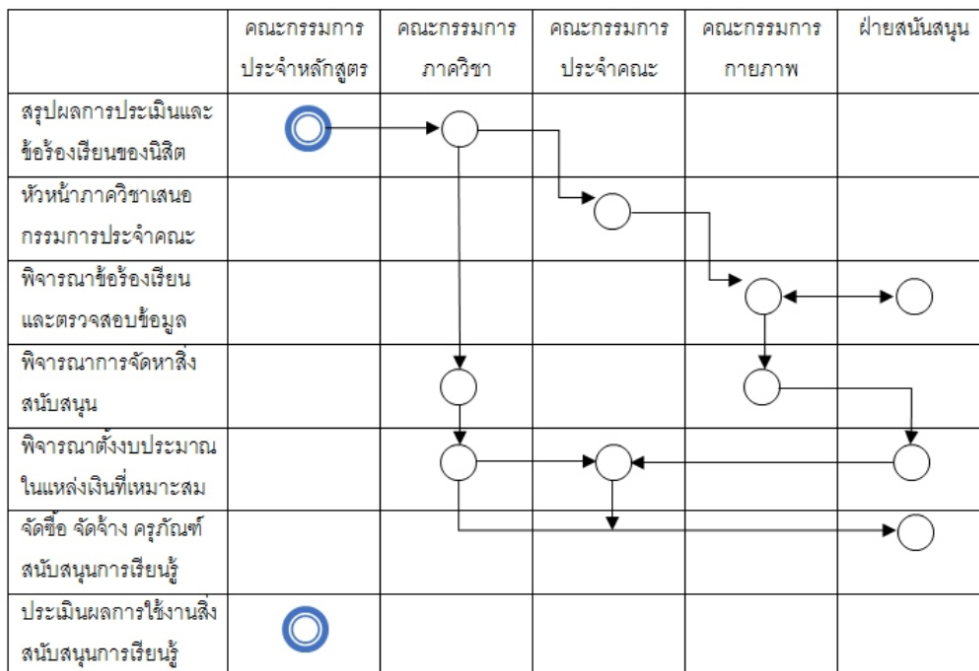 คณะกรรมการ
ประจำหลักสูตร
คณะกรรมการ
ภาควิชา
คณะกรรมการ
ประจำคณะ
คณะกรรมการ
กายภาพ
ฝ่ายสนันสนุน
สรุปผลการประเมินและ
ข้อร้องเรียนของนิสิต
หัวหน้าภาควิชาเสนอ
กรรมการประจำคณะ
พิจารณาข้อร้องเรียน
และตรวจสอบข้อมูล
พิจารณาการจัดหาสิ่ง
สนับสนุน
พิจารณาตั้งงบประมาณ
ในแหล่งเงินที่เหมาะสม
จัดซื้อ จัดจ้าง ครุภัณฑ์
สนับสนุนการเรียนรู้
ประเมินผลการใช้งานสิ่ง
สนับสนุนการเรียนรู้